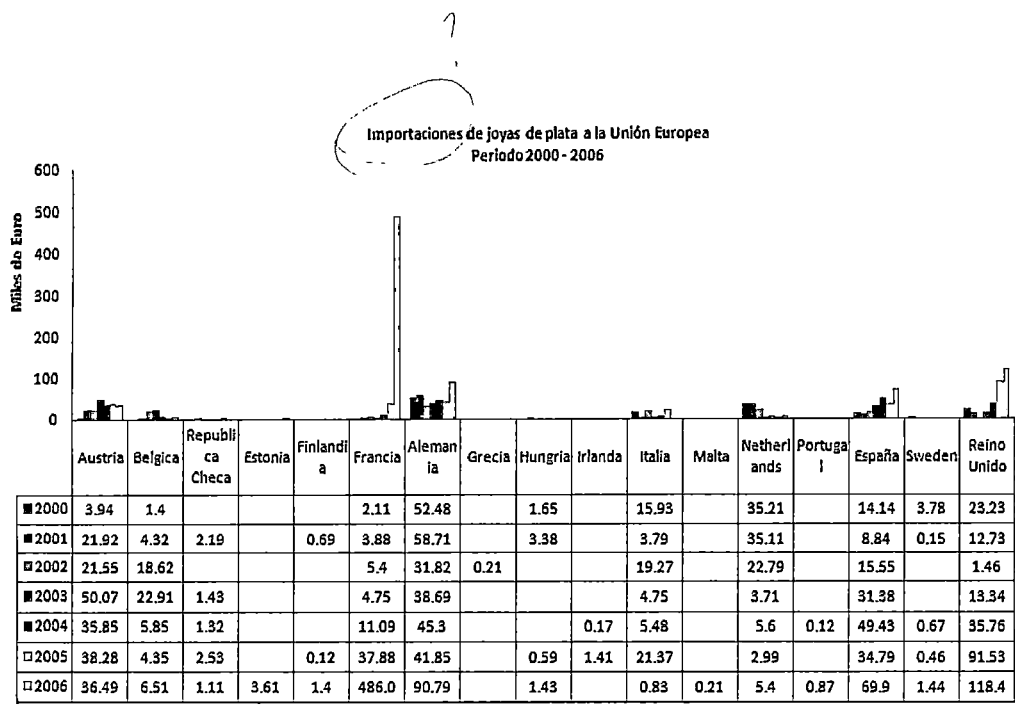 ?
Importaciones de joyas de plata a la Unión Europea
Periodo 2000 - 2006
Miles de Euro
600
500
400
300
200
100
0
Austria Belgica Republi ca Checa Estonia Finlandi a Francia Aleman ia Grecia Hungria Irlanda Italia Malta Netherl ands Portuga l España Sweden Reino Unido
2000 3.94 1.4 2.11 52.48 1.65 15.93 35.21 14.14 3.78 23.23
2001 21.92 4.32 2.19 0.69 3.88 58.71 3.38 3.79 35.11 8.84 0.15 12.73
2002 21.55 18.62 5.4 31.82 0.21 19.27 22.79 15.55 1.46
2003 50.07 22.91 1.43 4.75 38.69 4.75 3.71 31.38 13.34
2004 35.85 5.85 1.32 11.09 45.3 0.17 5.48 5.6 0.12 49.43 0.67 35.76
2005 38.28 4.35 2.53 0.12 37.88 41.85 0.59 1.41 21.37 2.99 34.79 0.46 91.53
2006 36.49 6.51 1.11 3.61 1.4 486.0 90.79 1.43 0.83 0.21 5.4 0.87 69.9 1.44 118.4